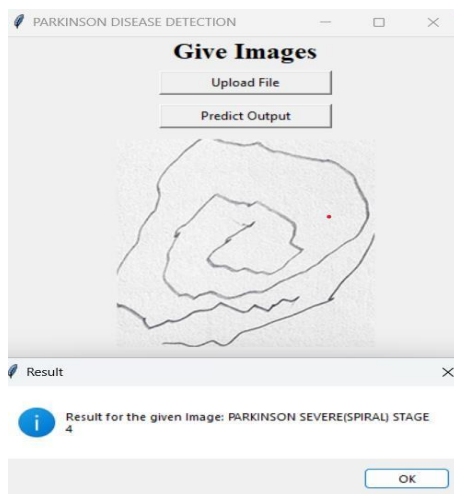 PARKINSON DISEASE DETECTION
Give Images
Upload File
Predict Output
Result
Result for the given Image: PARKINSON SEVERE(SPIRAL) STAGE
4
OK